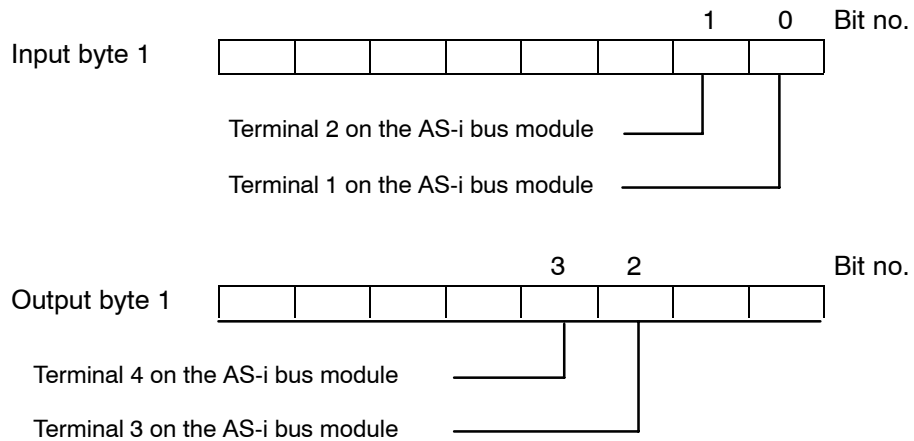 1 0 Bit no.
Input byte 1
Terminal 2 on the AS-i bus module
Terminal 1 on the AS-i bus module
3 2 Bit no.
Output byte 1
Terminal 4 on the AS-i bus module
Terminal 3 on the AS-i bus module